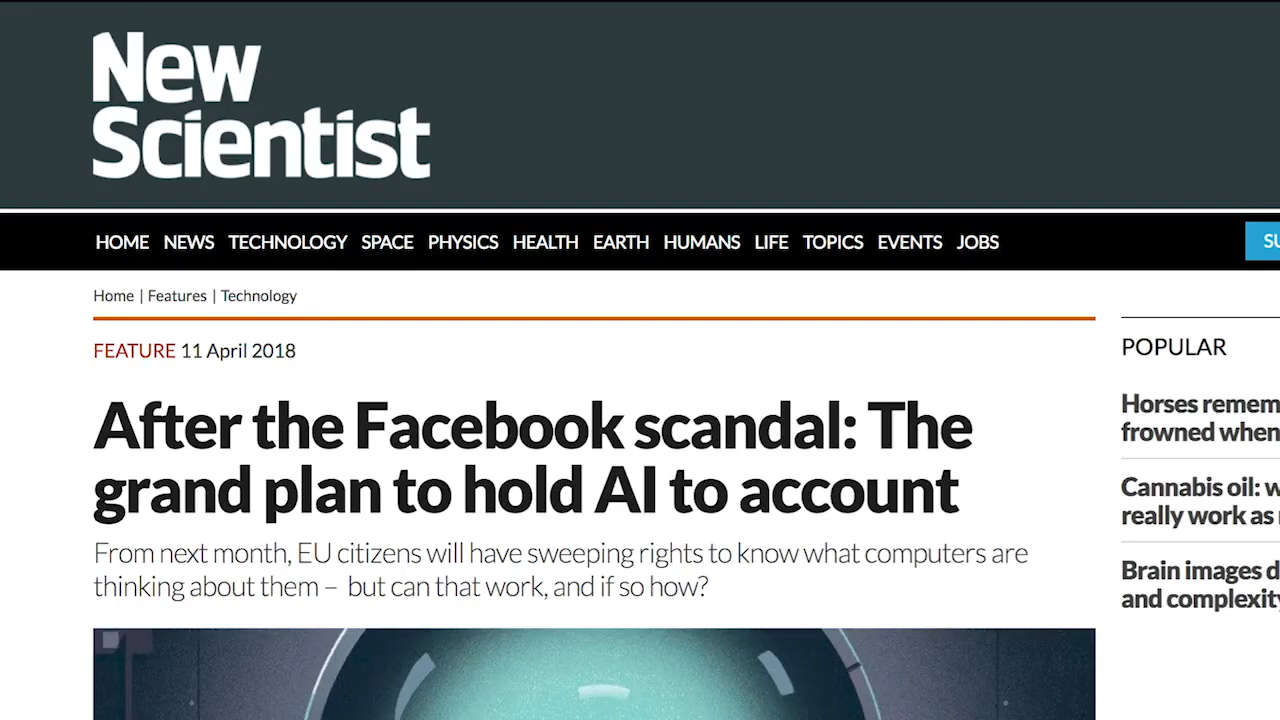 New
Scientist
HOME NEWS TECHNOLOGY SPACE PHYSICS HEALTH EARTH HUMANS LIFE TOPICS EVENTS JOBS
Home | Features | Technology
FEATURE 11 April 2018
After the Facebook scandal: The
grand plan to hold AI to account
From next month, EU citizens will have sweeping rights to know what computers are
thinking about them – but can that work, and if so how?
POPULAR
Horses
frowned when
Cannabis oil:
really work as
Brain images
and